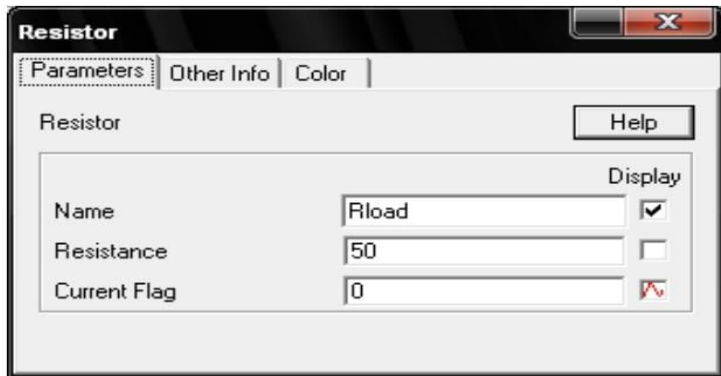 Resistor
Parameters Other Info Color
Resistor Help
Display
Name Rload
Resistance 50
Current Flag 0